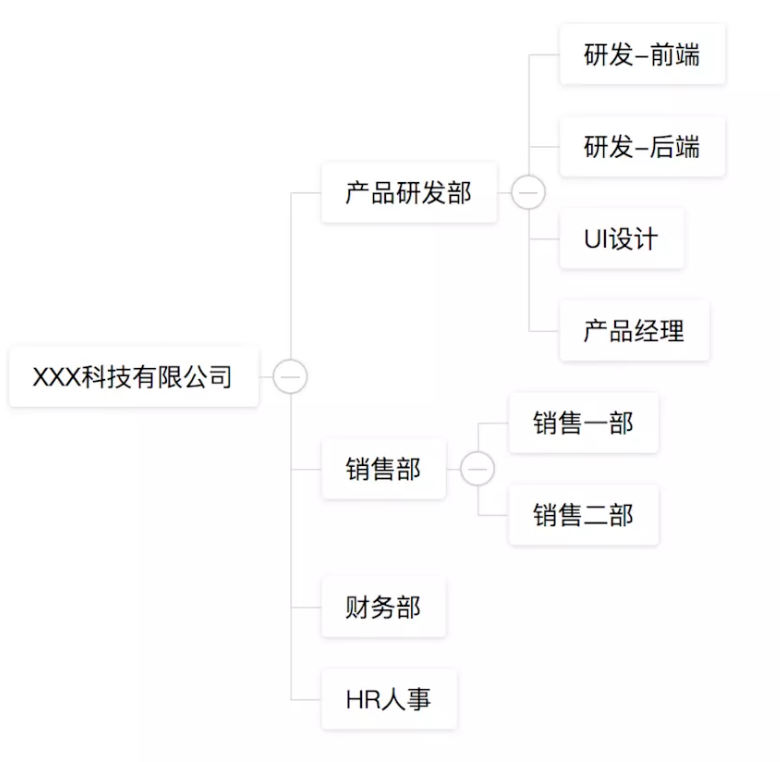 XXX科技有限公司
产品研发部
研发-前端
研发-后端
UI设计
产品经理
销售部
销售一部
销售二部
财务部
HR人事